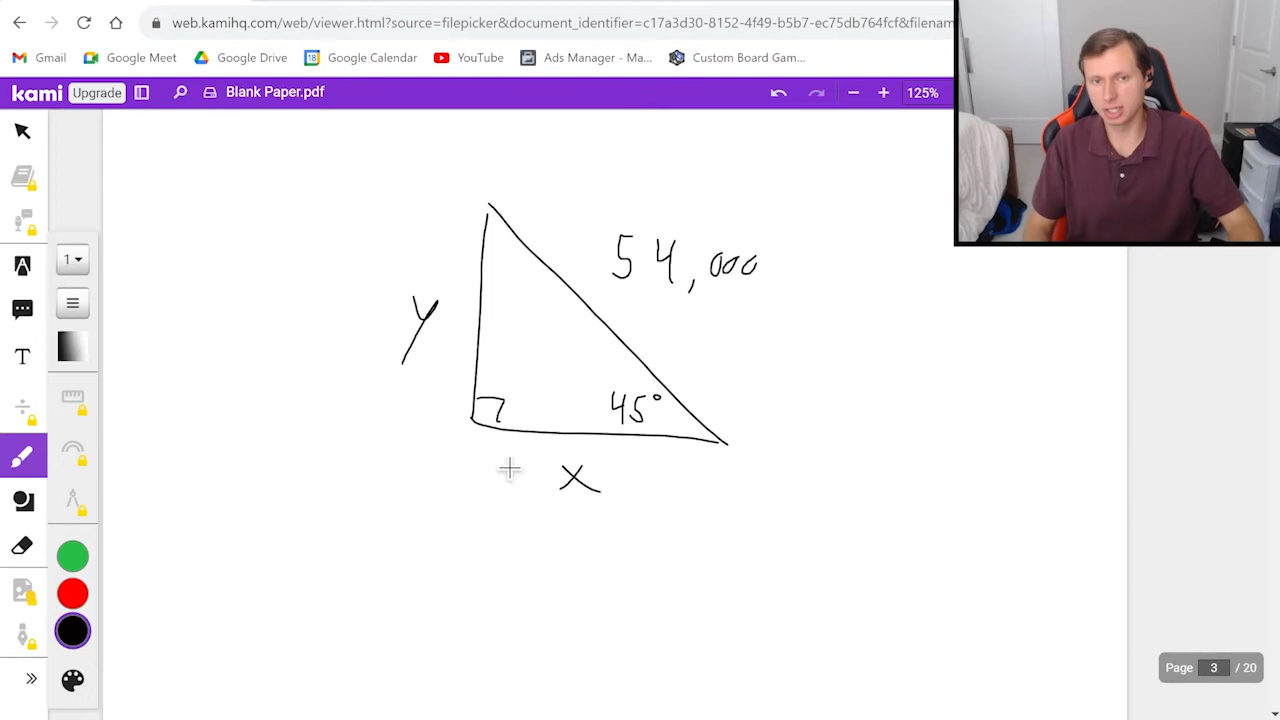 web.kamihq.com/web/viewer.html?source=filepicker&document_identifier=c17a3d30-8152-4f49-b5b7-ec75db764fcf&filenam
Gmail Google Meet Google Drive 18 Google Calendar YouTube Ads Manager - Ma... Custom Board Gam...
kami Upgrade Blank Paper.pdf 125%
1
A
T
54,000
y
45°
x
Page 3 / 20